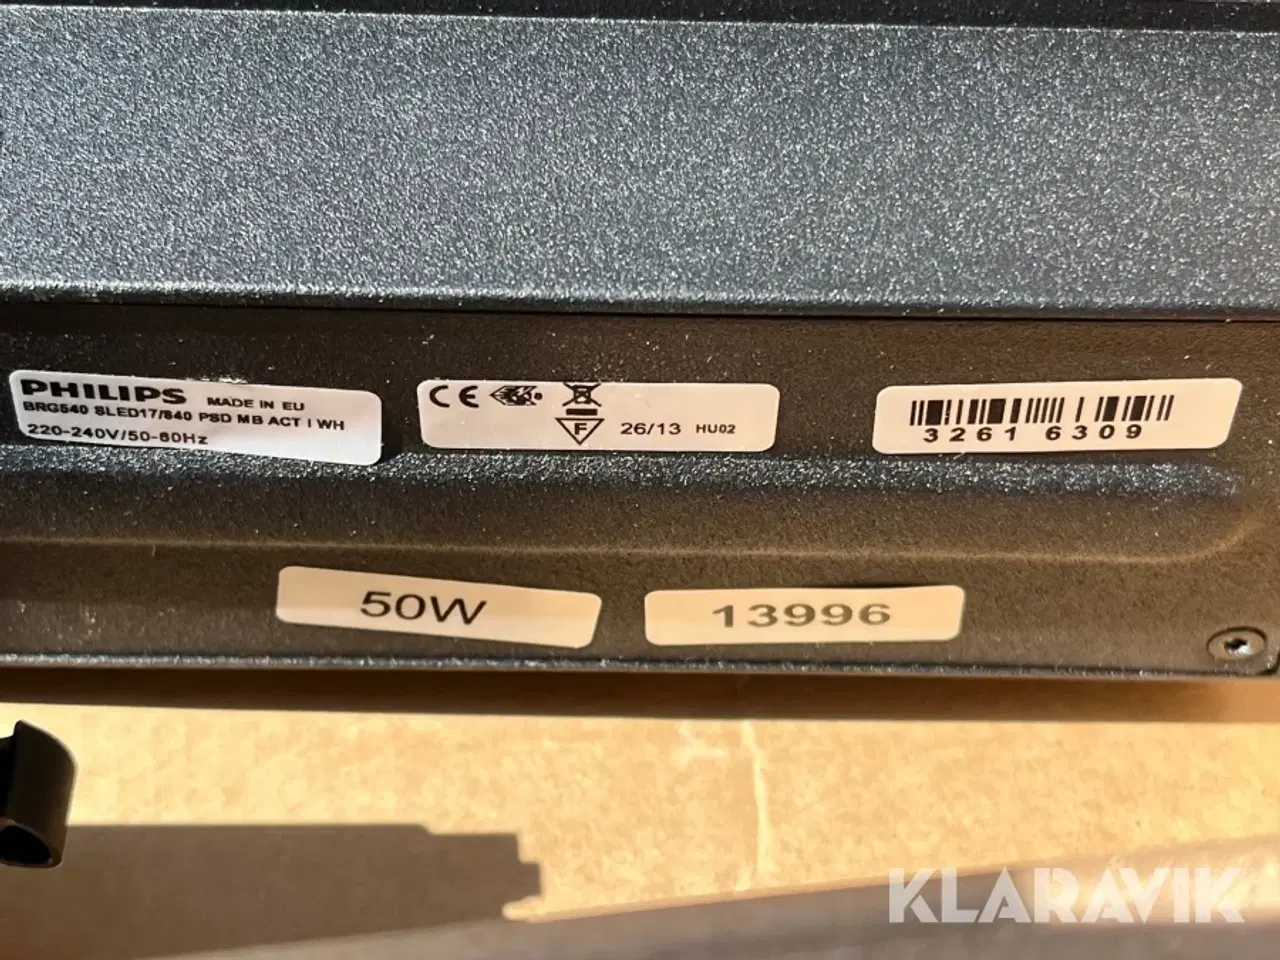 PHILIPS MADE IN EU
BRG540 SLED17/840 PSD MB ACT I WH
220-240V/50-60Hz
CE
F 26/13 HU02
3261 6309
50W
13996
KLARAVIK